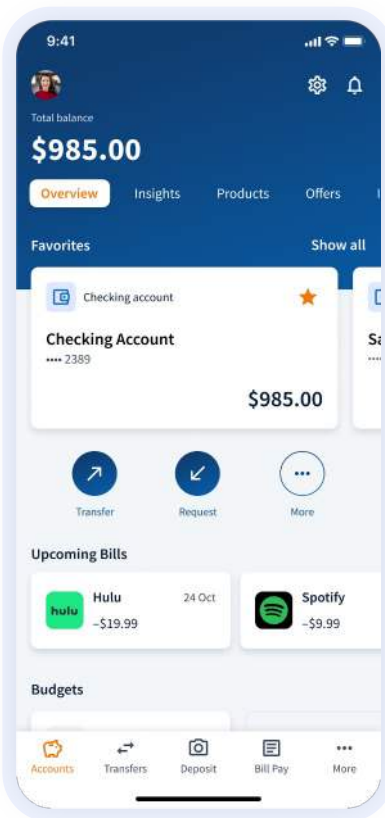 9:41
Total balance
$985.00
Overview Insights Products Offers
Favorites Show all
Checking account
Checking Account
•••• 2389
$985.00
Transfer Request More
Upcoming Bills
hulu Hulu 24 Oct Spotify
–$19.99 –$9.99
Budgets
Accounts Transfers Deposit Bill Pay More